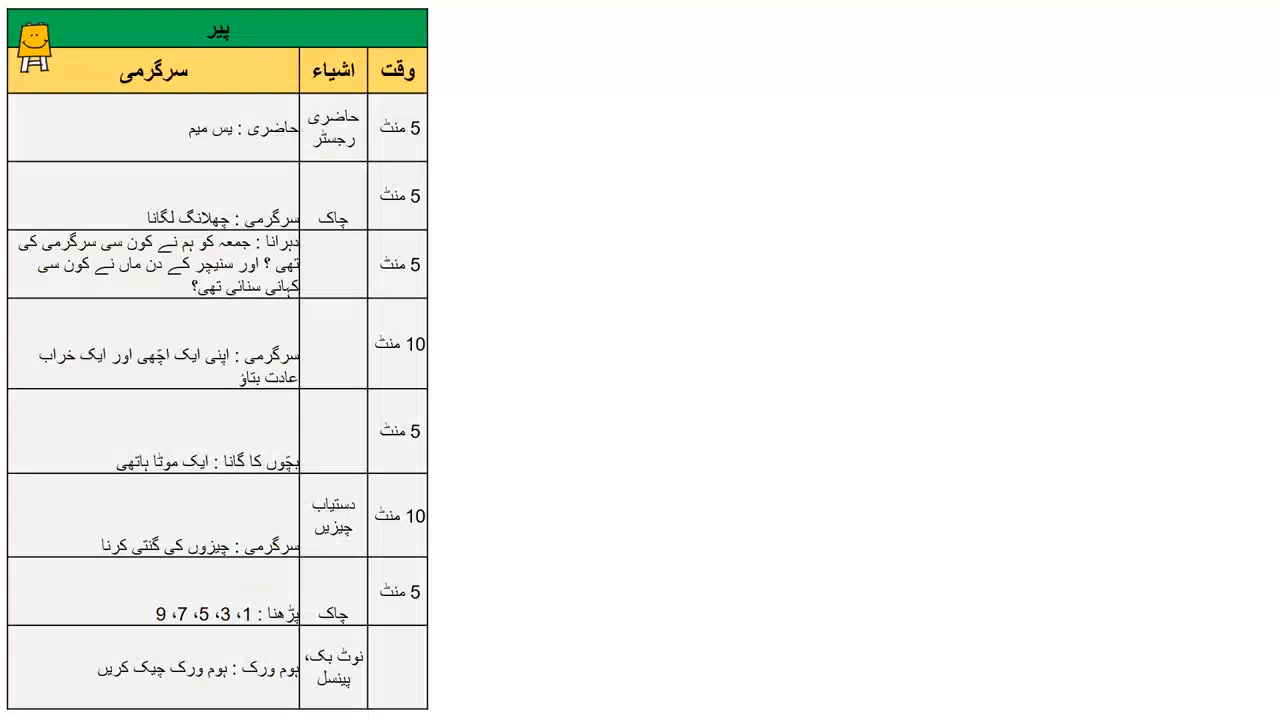 پیر
وقت اشیاء سرگرمی
5 منٹ حاضری رجسٹر حاضری : یس میم
5 منٹ چاک سرگرمی : چھلانگ لگانا
5 منٹ دہرانا : جمعہ کو ہم نے کون سی سرگرمی کی
تھی ؟ اور سنیچر کے دن ماں نے کون سی
کہانی سنائی تھی؟
10 منٹ سرگرمی : اپنی ایک اچّھی اور ایک خراب
عادت بتاؤ
5 منٹ بچّوں کا گانا : ایک موٹا ہاتھی
10 منٹ دستیاب چیزیں سرگرمی : چیزوں کی گنتی کرنا
5 منٹ چاک پڑھنا : 1، 3، 5، 7، 9
نوٹ بک، پینسل ہوم ورک : ہوم ورک چیک کریں